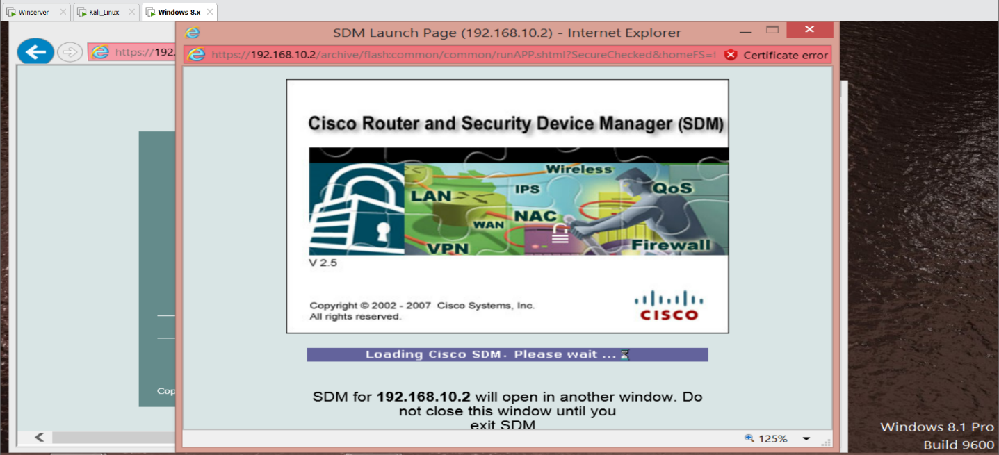 Winserver
Kali_Linux
Windows 8.x
SDM Launch Page (192.168.10.2) - Internet Explorer
https://192.
https://192.168.10.2/archive/flash:common/common/runAPP.shtml?SecureChecked&homeFS=f
Certificate error
Cisco Router and Security Device Manager (SDM)
Wireless
LAN
IPS
QoS
NAC
WAN
VPN
Firewall
V 2.5
Copyright © 2002 - 2007 Cisco Systems, Inc.
All rights reserved.
CISCO
Loading Cisco SDM. Please wait ...
Cop
SDM for 192.168.10.2 will open in another window. Do
not close this window until you
exit SDM
125%
Windows 8.1 Pro
Build 9600